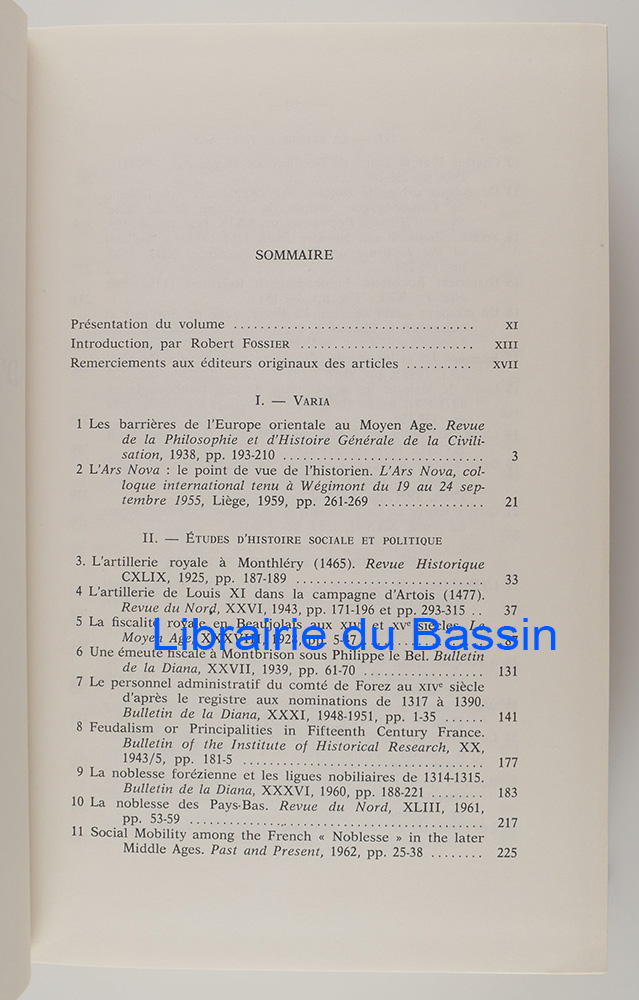 SOMMAIRE
Présentation du volume .................................... XI
Introduction, par Robert FOSSIER .......................... XIII
Remerciements aux éditeurs originaux des articles .......... XVII
I. — VARIA
1 Les barrières de l'Europe orientale au Moyen Age. Revue
de la Philosophie et d'Histoire Générale de la Civili-
sation, 1938, pp. 193-210 .............................. 3
2 L'Ars Nova : le point de vue de l'historien. L'Ars Nova, col-
loque international tenu à Wégimont du 19 au 24 sep-
tembre 1955, Liège, 1959, pp. 261-269 ................ 21
II. — ÉTUDES D'HISTOIRE SOCIALE ET POLITIQUE
3. L'artillerie royale à Monthléry (1465). Revue Historique
CXLIX, 1925, pp. 187-189 ............................ 33
4 L'artillerie de Louis XI dans la campagne d'Artois (1477).
Revue du Nord, XXVI, 1943, pp. 171-196 et pp. 293-315 .. 37
5 La fiscalité royale en Beaujolais aux XIVe et XVe siècles. Le
Moyen Age, XXXVIII, 1928, pp.
Librairie du Bassin
6 Une émeute fiscale à Montbrison sous Philippe le Bel. Bulletin
de la Diana, XXVII, 1939, pp. 61-70 .................. 131
7 Le personnel administratif du comté de Forez au XIVe siècle
d'après le registre aux nominations de 1317 à 1390.
Bulletin de la Diana, XXXI, 1948-1951, pp. 1-35 ...... 141
8 Feudalism or Principalities in Fifteenth Century France.
Bulletin of the Institute of Historical Research, XX,
1943/5, pp. 181-5 .................................... 177
9 La noblesse forézienne et les ligues nobiliaires de 1314-1315.
Bulletin de la Diana, XXXVI, 1960, pp. 188-221 ........ 183
10 La noblesse des Pays-Bas. Revue du Nord, XLIII, 1961,
pp. 53-59 ............................................ 217
11 Social Mobility among the French « Noblesse » in the later
Middle Ages. Past and Present, 1962, pp. 25-38 ........ 225